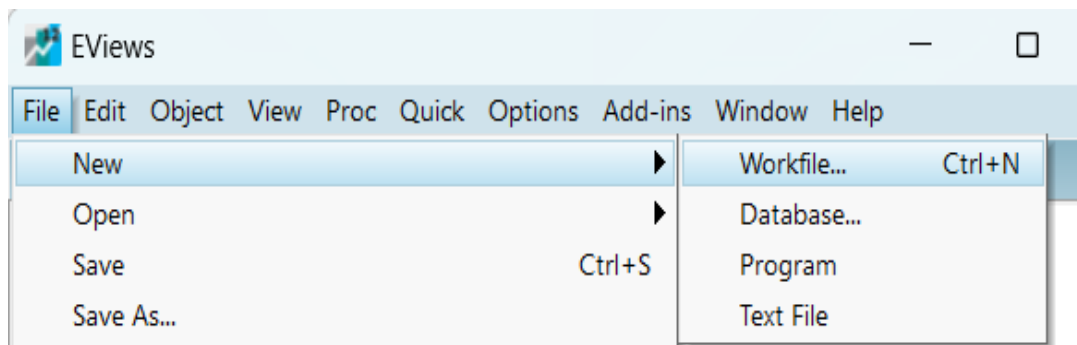 EViews
File Edit Object View Proc Quick Options Add-ins Window Help
New Workfile... Ctrl+N
Open Database...
Save Ctrl+S Program
Save As... Text File